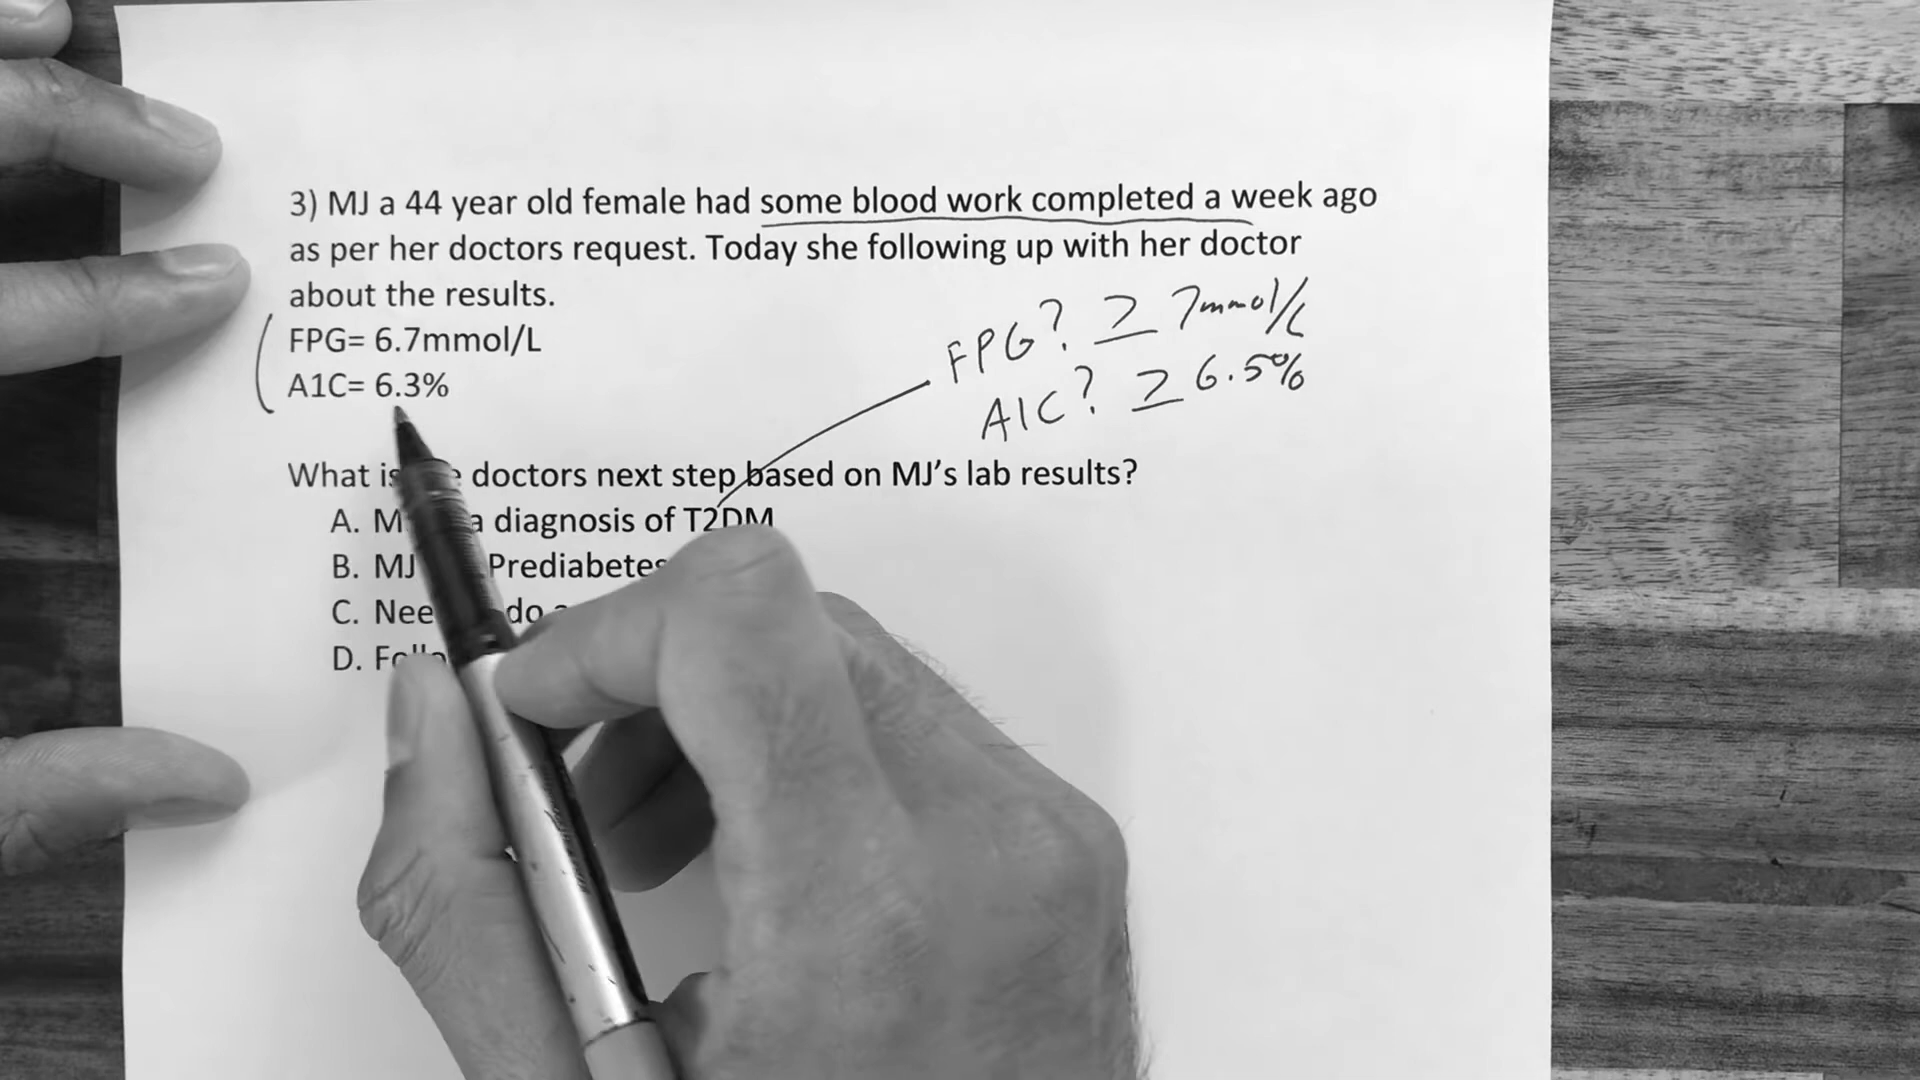 3) MJ a 44 year old female had some blood work completed a week ago
as per her doctors request. Today she following up with her doctor
about the results.
FPG= 6.7mmol/L
A1C= 6.3%
FPG? ≥ 7mmol/L
A1C? ≥ 6.5%
What doctors next step based on MJ's lab results?
A. a diagnosis of T2DM
B. MJ Prediabetes
C. do
D.